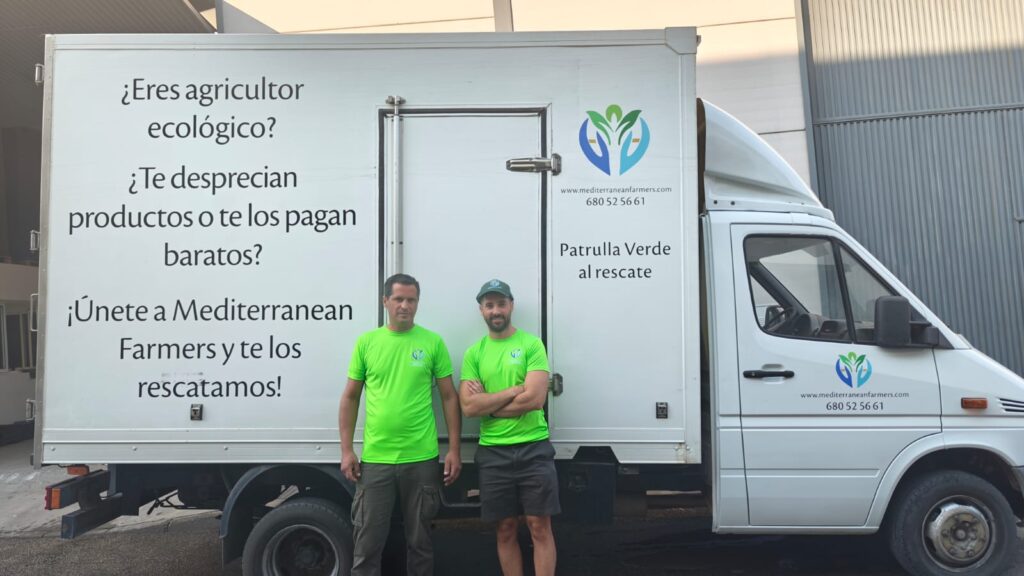 ¿Eres agricultor
ecológico?
¿Te desprecian
productos o te los pagan
baratos?
¡Únete a Mediterranean
Farmers y te los
rescatamos!
www.mediterraneanfarmers.com
680 52 56 61
Patrulla Verde
al rescate
www.mediterraneanfarmers.com
680 52 56 61